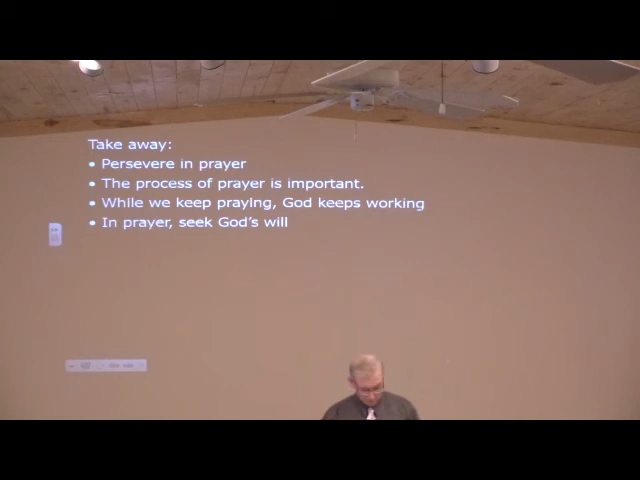 Take away:
• Persevere in prayer
• The process of prayer is important.
• While we keep praying, God keeps working
• In prayer, seek God's will